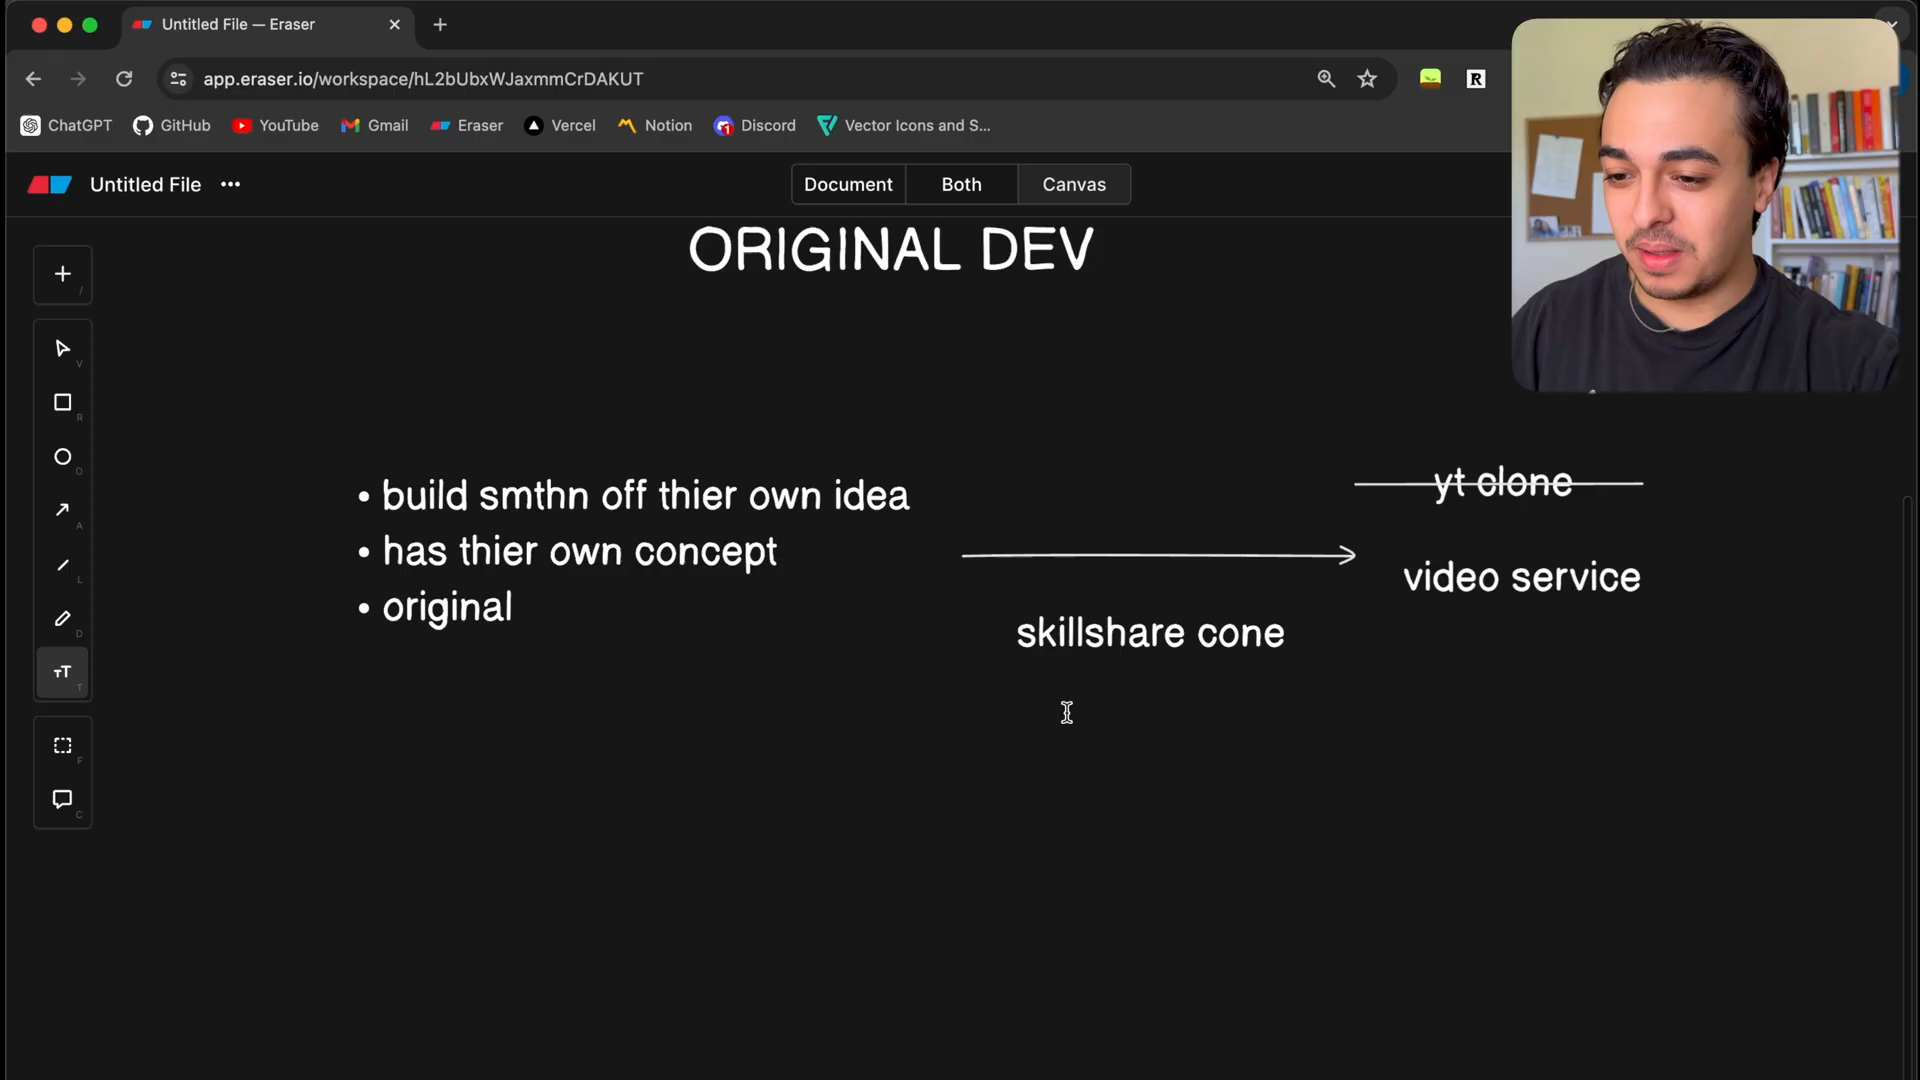 Untitled File — Eraser
app.eraser.io/workspace/hL2bUbxWJaxmmCrDAKUT
R
ChatGPT
GitHub
YouTube
Gmail
Eraser
Vercel
Notion
1
Discord
Vector Icons and S...
Untitled File
Document
Both
Canvas
ORIGINAL DEV
/
V
R
O
A
L
D
TT
T
F
C
• build smthn off thier own idea
• has thier own concept
• original
yt clone
video service
skillshare cone